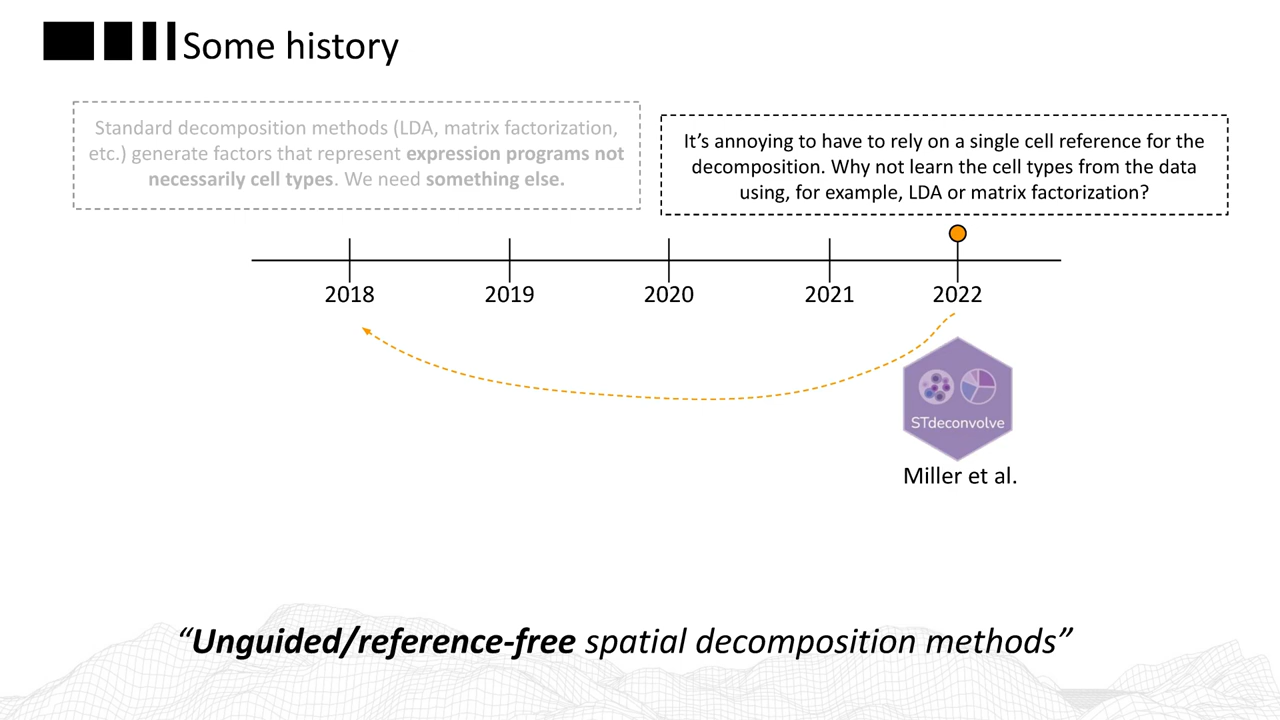 Some history
Standard decomposition methods (LDA, matrix factorization,
etc.) generate factors that represent expression programs not
necessarily cell types. We need something else.
It’s annoying to have to rely on a single cell reference for the
decomposition. Why not learn the cell types from the data
using, for example, LDA or matrix factorization?
2018
2019
2020
2021
2022
STdeconvolve
Miller et al.
“Unguided/reference-free spatial decomposition methods”